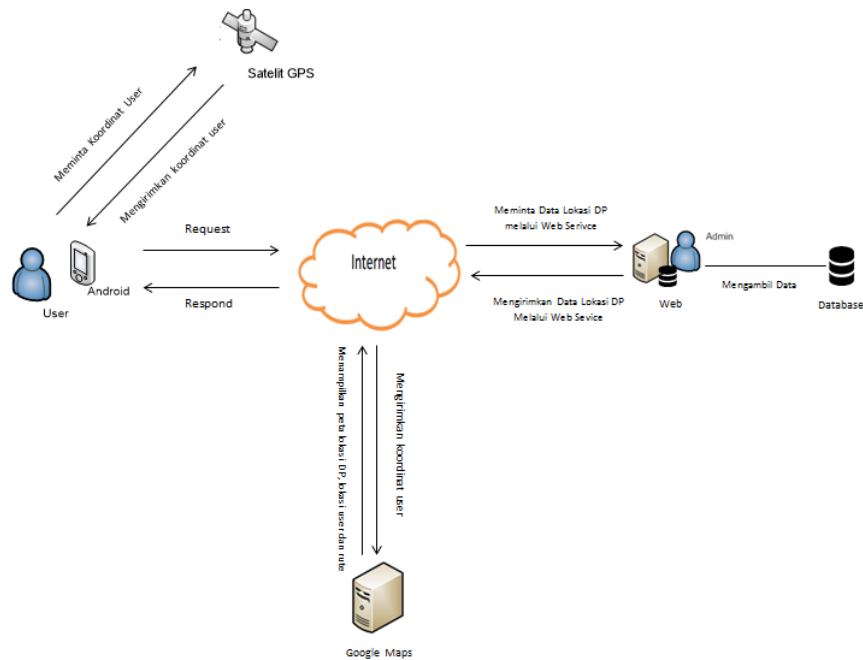 Satelit GPS
Meminta Koordinat User
Mengirimkan koordinat user
Request
Respond
User
Android
Internet
Meminta Data Lokasi DP
melalui Web Serivce
Mengirimkan Data Lokasi DP
Melalui Web Sevice
Admin
Web
Mengambil Data
Database
Menampilkan peta lokasi DP, lokasi user dan rute
Mengirimkan koordinat user
Google Maps